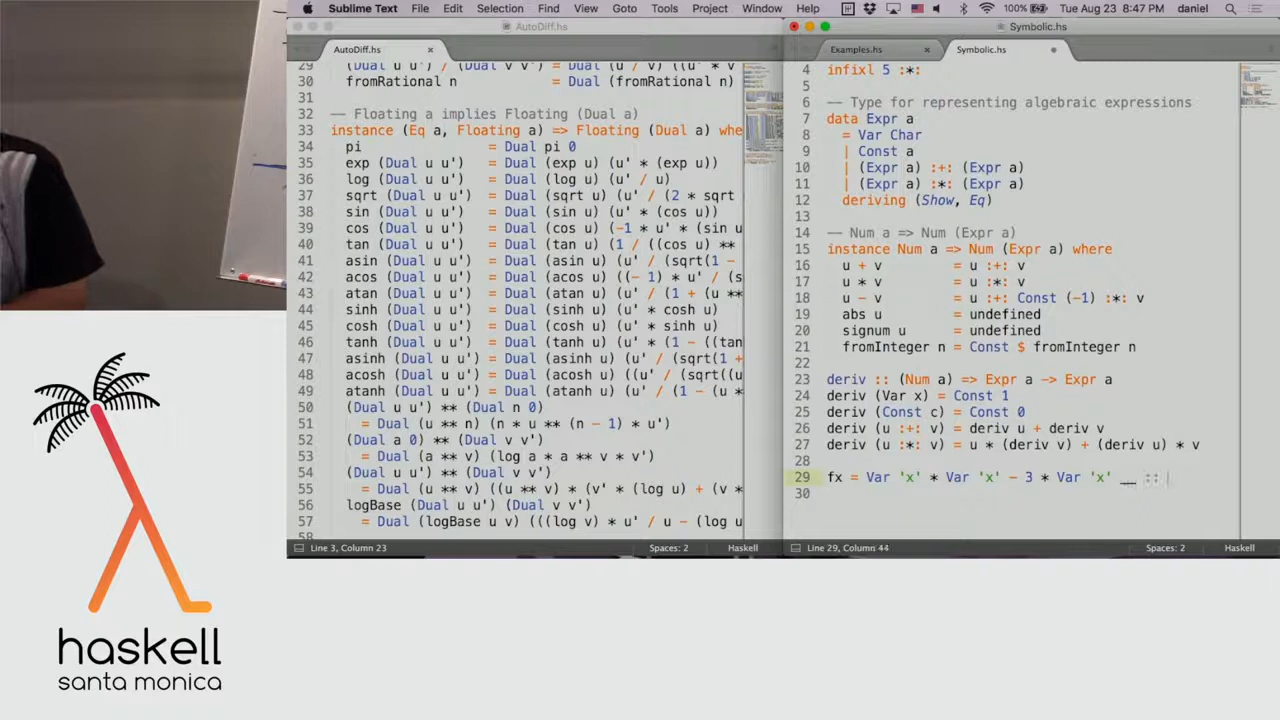 Sublime Text File Edit Selection Find View Goto Tools Project Window Help 100% Tue Aug 23 8:47 PM daniel
AutoDiff.hs
AutoDiff.hs
29 (Dual u u') / (Dual v v') = Dual (u / v) ((u' * v
30 fromRational n = Dual (fromRational n)
31
32 -- Floating a implies Floating (Dual a)
33 instance (Eq a, Floating a) => Floating (Dual a) whe
34 pi = Dual pi 0
35 exp (Dual u u') = Dual (exp u) (u' * (exp u))
36 log (Dual u u') = Dual (log u) (u' / u)
37 sqrt (Dual u u') = Dual (sqrt u) (u' / (2 * sqrt
38 sin (Dual u u') = Dual (sin u) (u' * (cos u))
39 cos (Dual u u') = Dual (cos u) (-1 * u' * (sin u
40 tan (Dual u u') = Dual (tan u) (1 / ((cos u) **
41 asin (Dual u u') = Dual (asin u) (u' / (sqrt(1 -
42 acos (Dual u u') = Dual (acos u) ((- 1) * u' / (s
43 atan (Dual u u') = Dual (atan u) (u' / (1 + (u **
44 sinh (Dual u u') = Dual (sinh u) (u' * cosh u)
45 cosh (Dual u u') = Dual (cosh u) (u' * sinh u)
46 tanh (Dual u u') = Dual (tanh u) (u' * (1 - ((tan
47 asinh (Dual u u') = Dual (asinh u) (u' / (sqrt(1 +
48 acosh (Dual u u') = Dual (acosh u) ((u' / (sqrt((u
49 atanh (Dual u u') = Dual (atanh u) (u' / (1 - (u *
50 (Dual u u') ** (Dual n 0)
51 = Dual (u ** n) (n * u ** (n - 1) * u')
52 (Dual a 0) ** (Dual v v')
53 = Dual (a ** v) (log a * a ** v * v')
54 (Dual u u') ** (Dual v v')
55 = Dual (u ** v) ((u ** v) * (v' * (log u) + (v *
56 logBase (Dual u u') (Dual v v')
57 = Dual (logBase u v) (((log v) * u' / u - (log u
58
Line 3, Column 23 Spaces: 2 Haskell
Symbolic.hs
Examples.hs Symbolic.hs
4 infixl 5 :*:
5
6 -- Type for representing algebraic expressions
7 data Expr a
8 = Var Char
9 | Const a
10 | (Expr a) :+: (Expr a)
11 | (Expr a) :*: (Expr a)
12 deriving (Show, Eq)
13
14 -- Num a => Num (Expr a)
15 instance Num a => Num (Expr a) where
16 u + v = u :+: v
17 u * v = u :*: v
18 u - v = u :+: Const (-1) :*: v
19 abs u = undefined
20 signum u = undefined
21 fromInteger n = Const $ fromInteger n
22
23 deriv :: (Num a) => Expr a -> Expr a
24 deriv (Var x) = Const 1
25 deriv (Const c) = Const 0
26 deriv (u :+: v) = deriv u + deriv v
27 deriv (u :*: v) = u * (deriv v) + (deriv u) * v
28
29 fx = Var 'x' * Var 'x' - 3 * Var 'x' __ ::
30
Line 29, Column 44 Spaces: 2 Haskell
haskell
santa monica